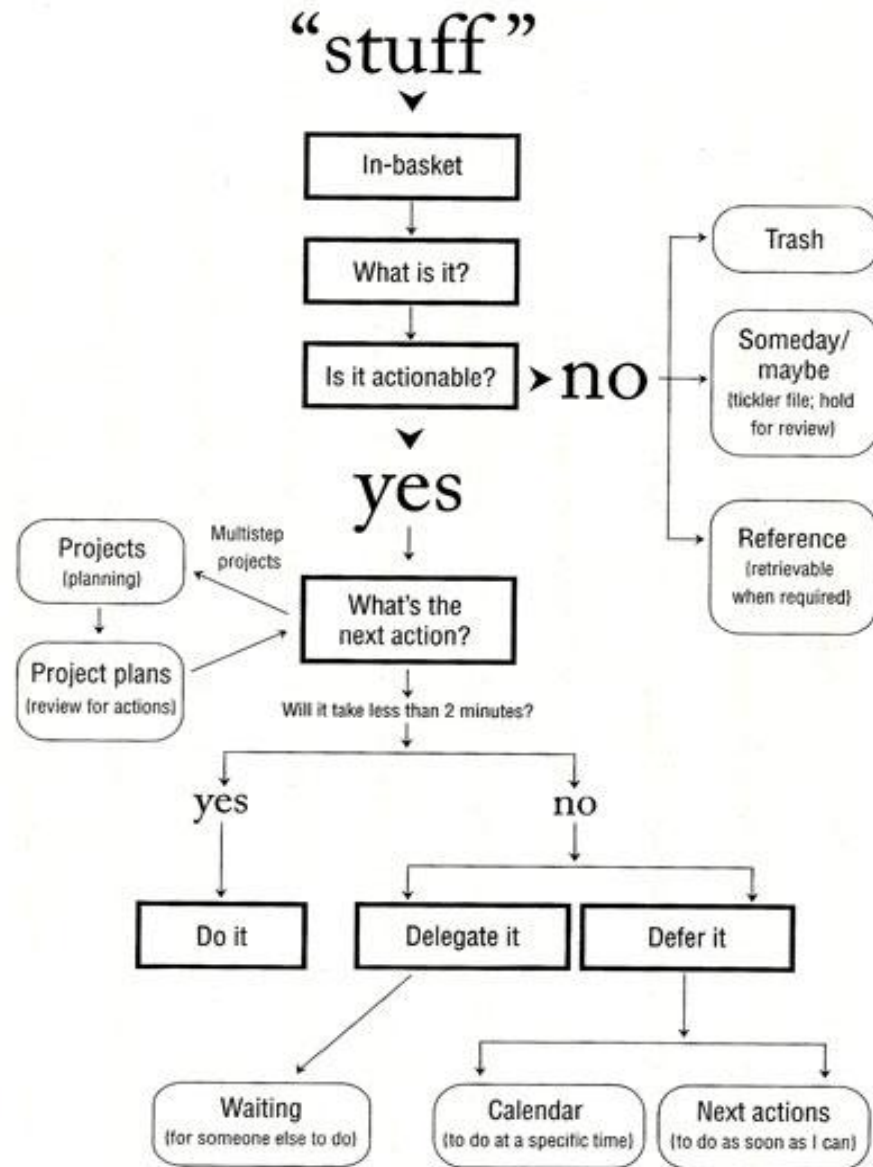 “stuff”
In-basket
What is it?
Is it actionable?
no
Trash
Someday/
maybe
(tickler file; hold
for review)
Reference
(retrievable
when required)
yes
Multistep
projects
Projects
(planning)
Project plans
(review for actions)
What's the
next action?
Will it take less than 2 minutes?
yes
no
Do it
Delegate it
Defer it
Waiting
(for someone else to do)
Calendar
(to do at a specific time)
Next actions
(to do as soon as I can)